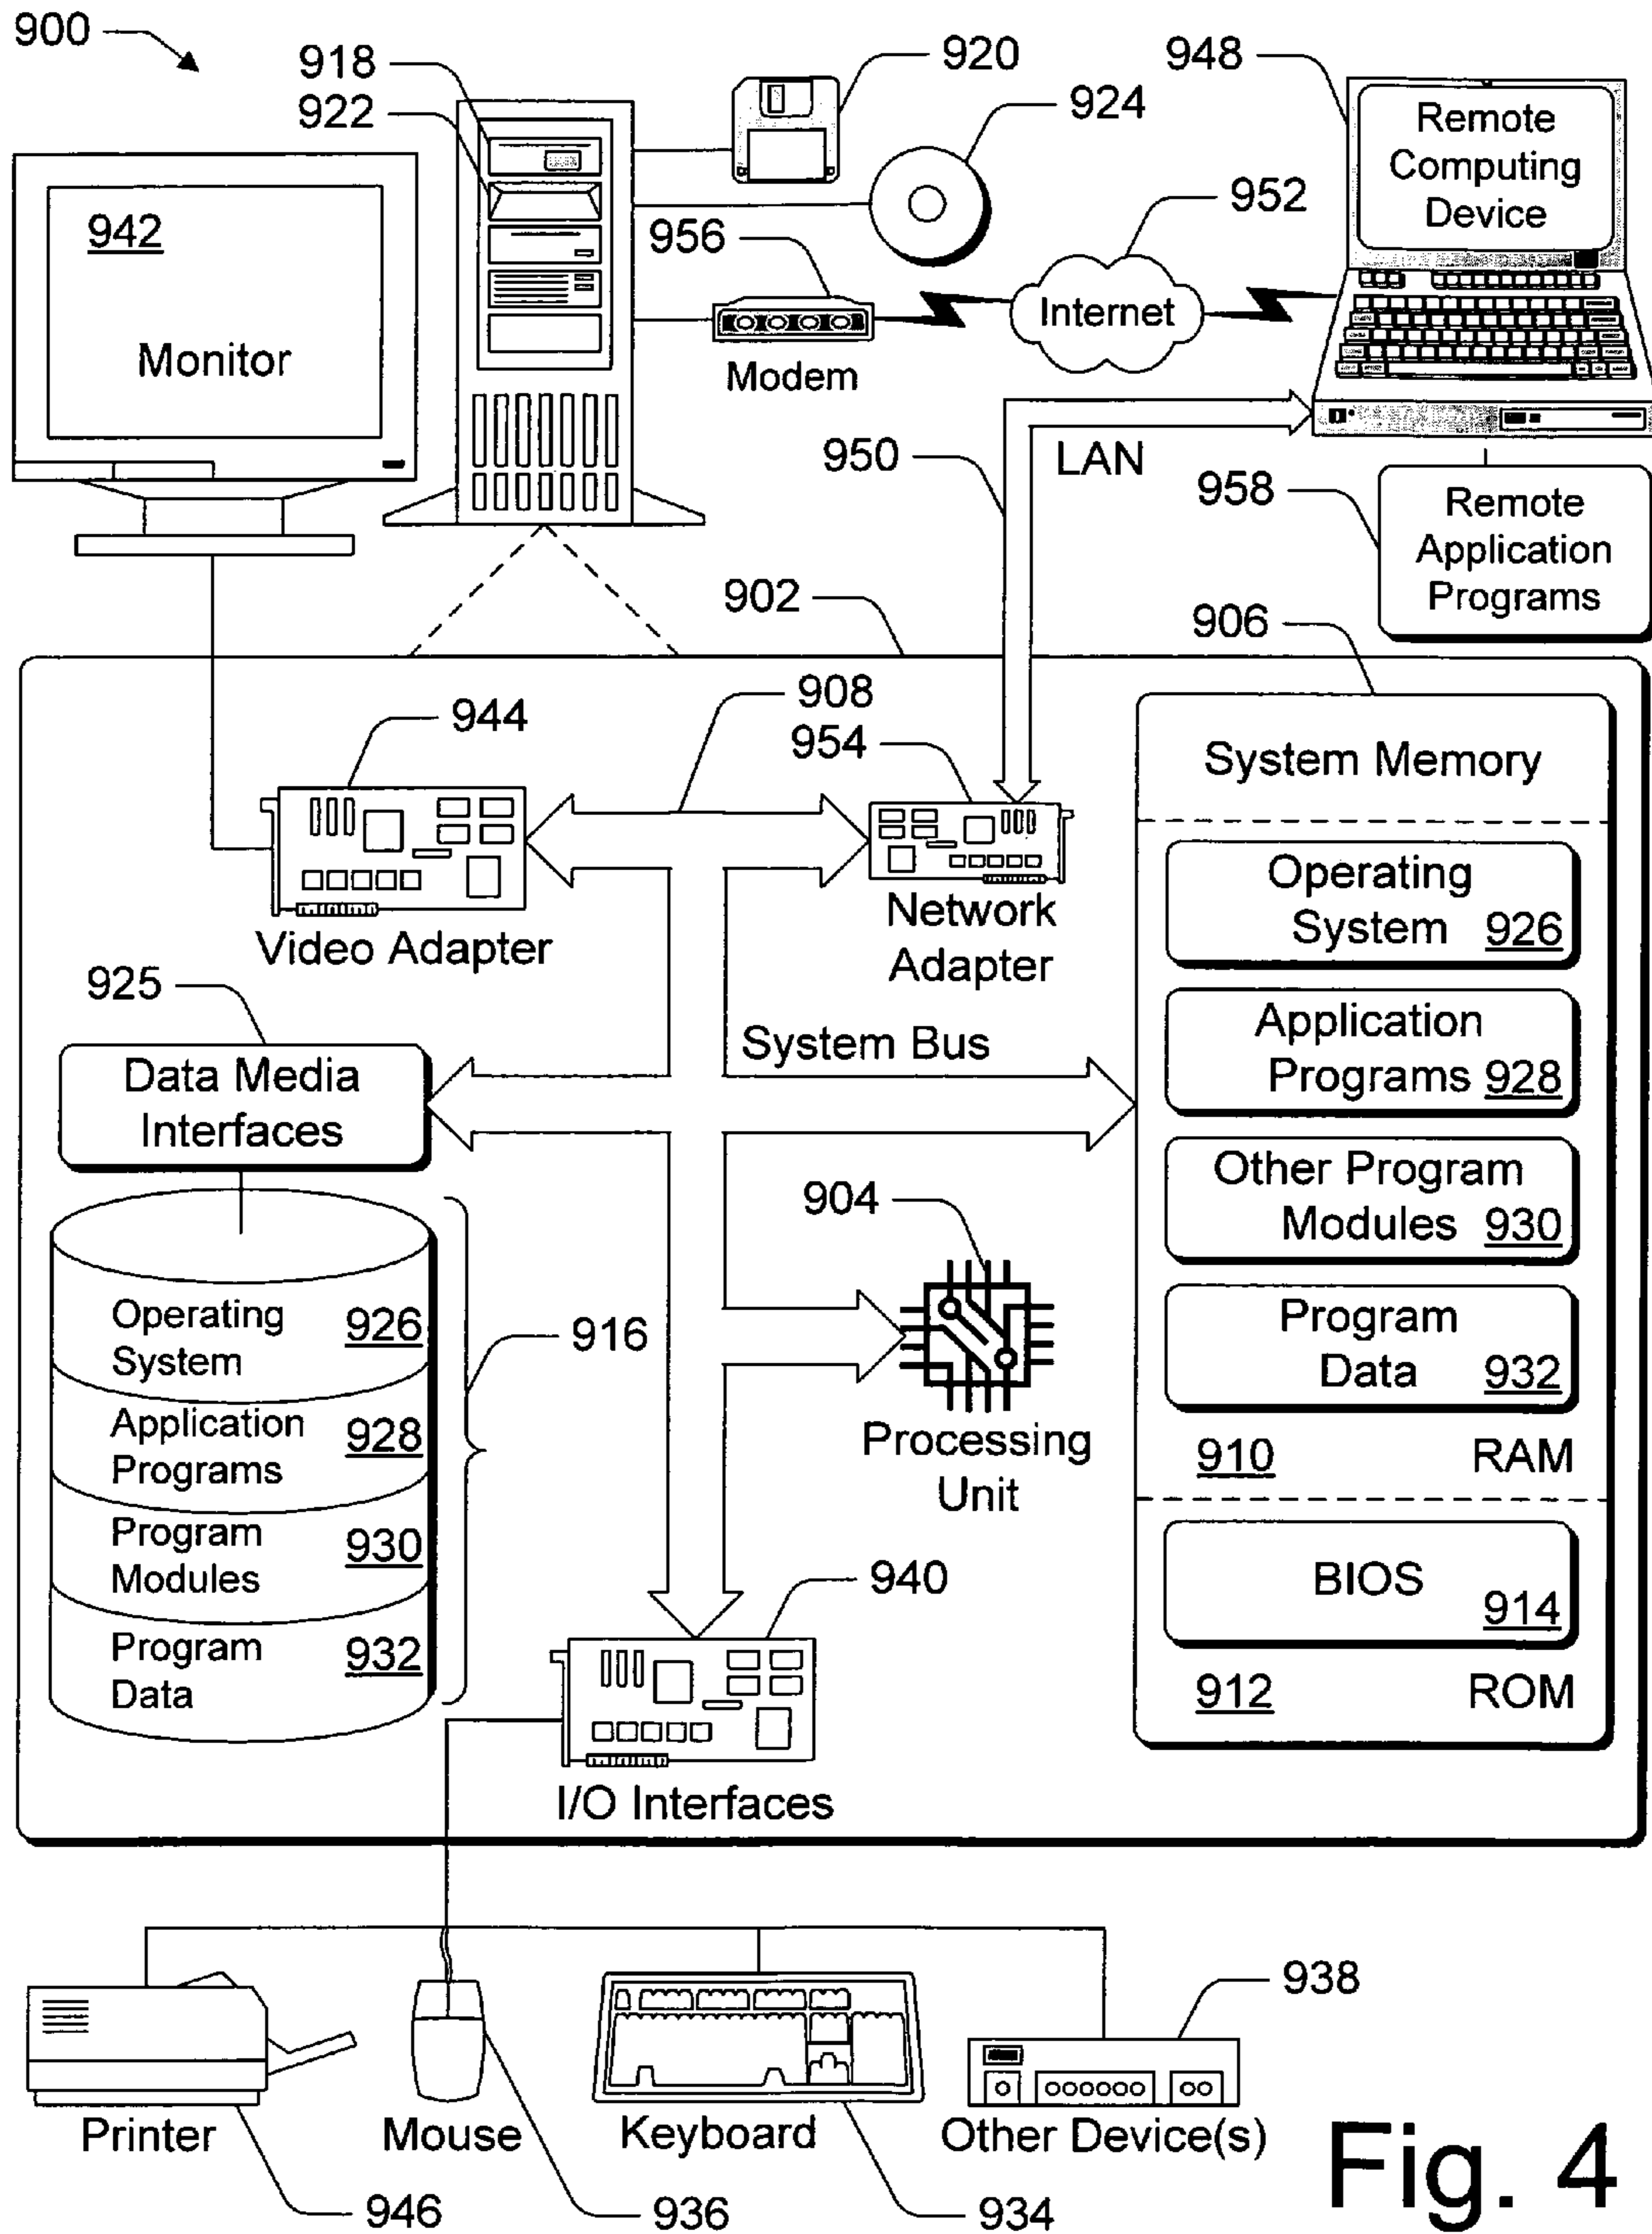 900
918
922
920
924
948
Remote
Computing
Device
942
956
952
Internet
Monitor
Modem
950
LAN
958
Remote
Application
Programs
902
906
908
944
954
System Memory
Operating
System 926
Network
Adapter
Video Adapter
925
Application
Programs 928
System Bus
Data Media
Interfaces
Other Program
Modules 930
904
Operating
System
926
916
Program
Data 932
Application
Programs
928
Processing
Unit
910 RAM
Program
Modules
930
940
BIOS
914
Program
Data
932
912 ROM
I/O Interfaces
938
Printer
Mouse
Keyboard
Other Device(s)
946
936
934
Fig. 4